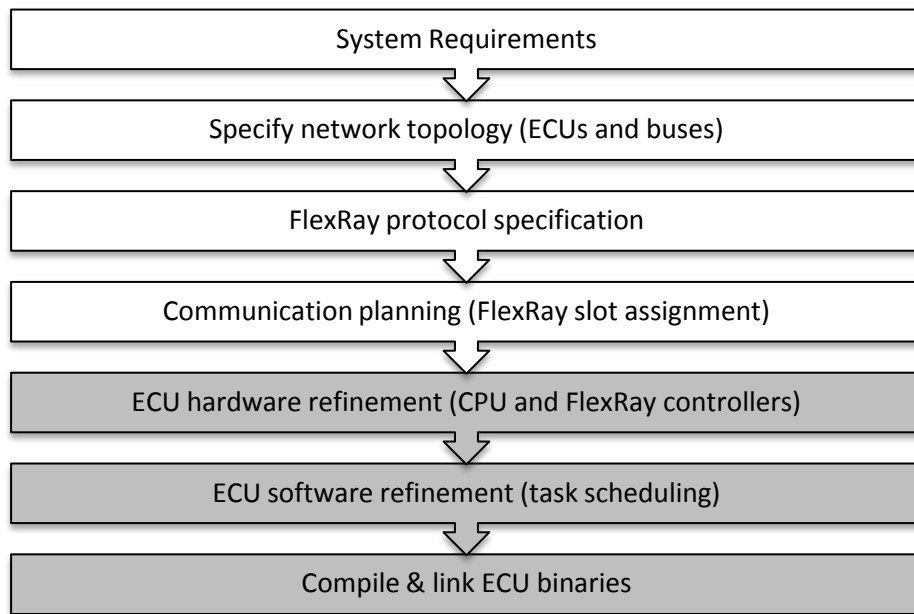 System Requirements
Specify network topology (ECUs and buses)
FlexRay protocol specification
Communication planning (FlexRay slot assignment)
ECU hardware refinement (CPU and FlexRay controllers)
ECU software refinement (task scheduling)
Compile & link ECU binaries